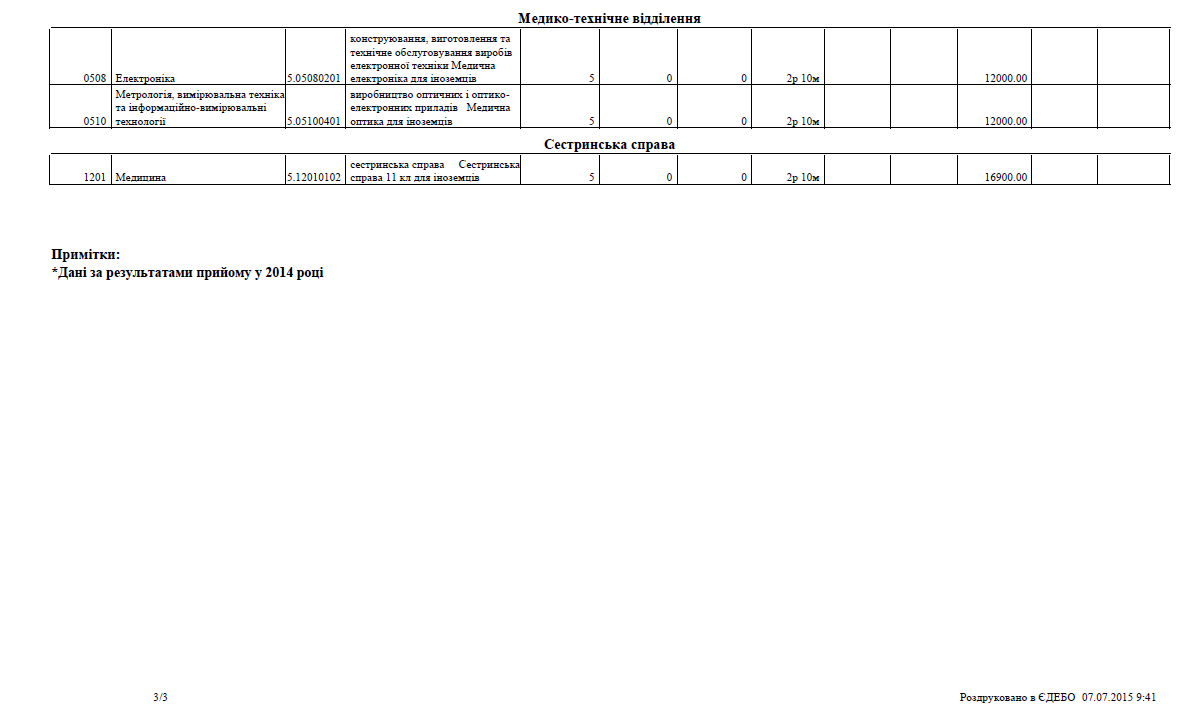 Медико-технічне відділення
конструювання, виготовлення та
технічне обслуговування виробів
електронної техніки Медична
0508 Електроніка 5.05080201 електроніка для іноземців 5 0 0 2р 10м 12000.00
Метрологія, вимірювальна техніка виробництво оптичних і оптико-
та інформаційно-вимірювальні електронних приладів Медична
0510 технології 5.05100401 оптика для іноземців 5 0 0 2р 10м 12000.00
Сестринська справа
сестринська справа Сестринська
1201 Медицина 5.12010102 справа 11 кл для іноземців 5 0 0 2р 10м 16900.00
Примітки:
*Дані за результатами прийому у 2014 році
3/3 Роздруковано в ЄДЕБО 07.07.2015 9:41